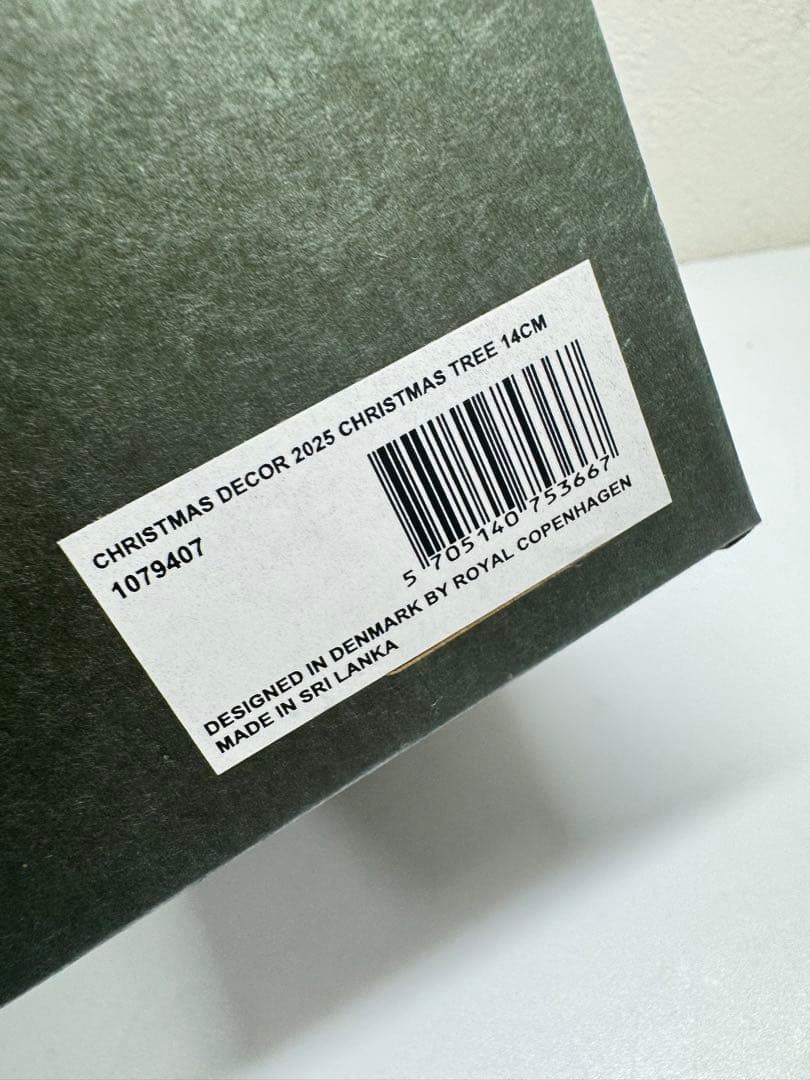 CHRISTMAS DECOR 2025 CHRISTMAS TREE 14CM
1079407
5 705140 753667
DESIGNED IN DENMARK BY ROYAL COPENHAGEN
MADE IN SRI LANKA